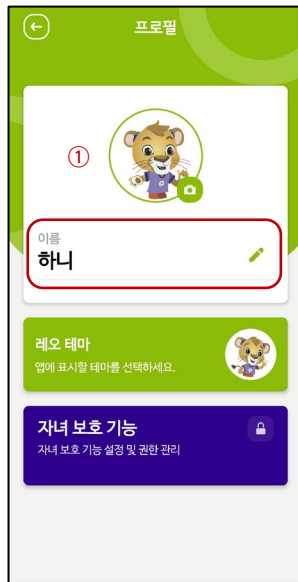 프로필
①
이름
하니
레오 테마
앱에 표시할 테마를 선택하세요.
자녀 보호 기능
자녀 보호 기능 설정 및 권한 관리